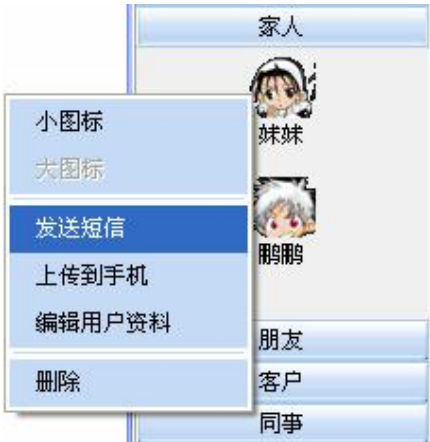 家人
妹妹
鹏鹏
小图标
大图标
发送短信
上传到手机
编辑用户资料
删除
朋友
客户
同事